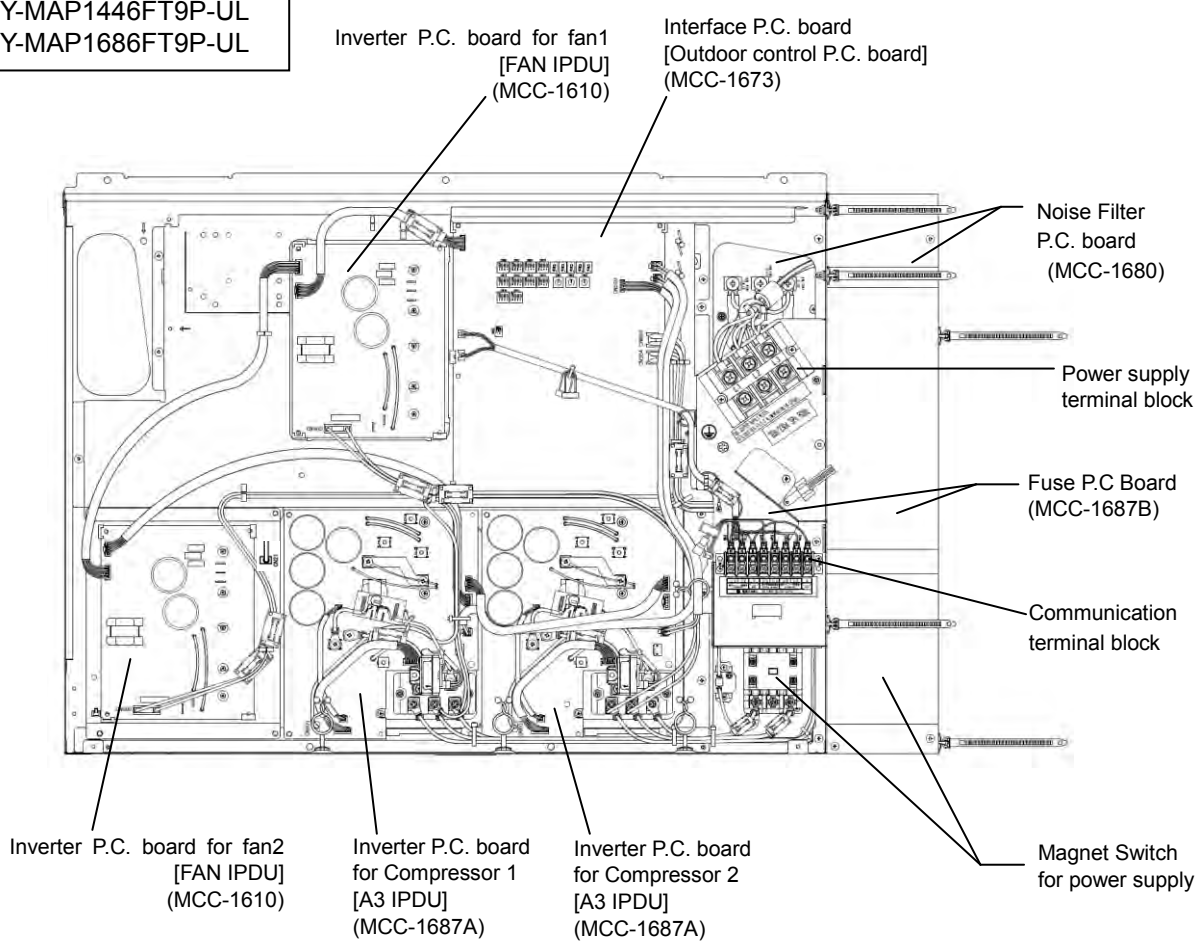 Y-MAP1446FT9P-UL
Y-MAP1686FT9P-UL
Inverter P.C. board for fan1
[FAN IPDU]
(MCC-1610)
Interface P.C. board
[Outdoor control P.C. board]
(MCC-1673)
Noise Filter
P.C. board
(MCC-1680)
Power supply
terminal block
Fuse P.C Board
(MCC-1687B)
Communication
terminal block
Magnet Switch
for power supply
Inverter P.C. board for fan2
[FAN IPDU]
(MCC-1610)
Inverter P.C. board
for Compressor 1
[A3 IPDU]
(MCC-1687A)
Inverter P.C. board
for Compressor 2
[A3 IPDU]
(MCC-1687A)